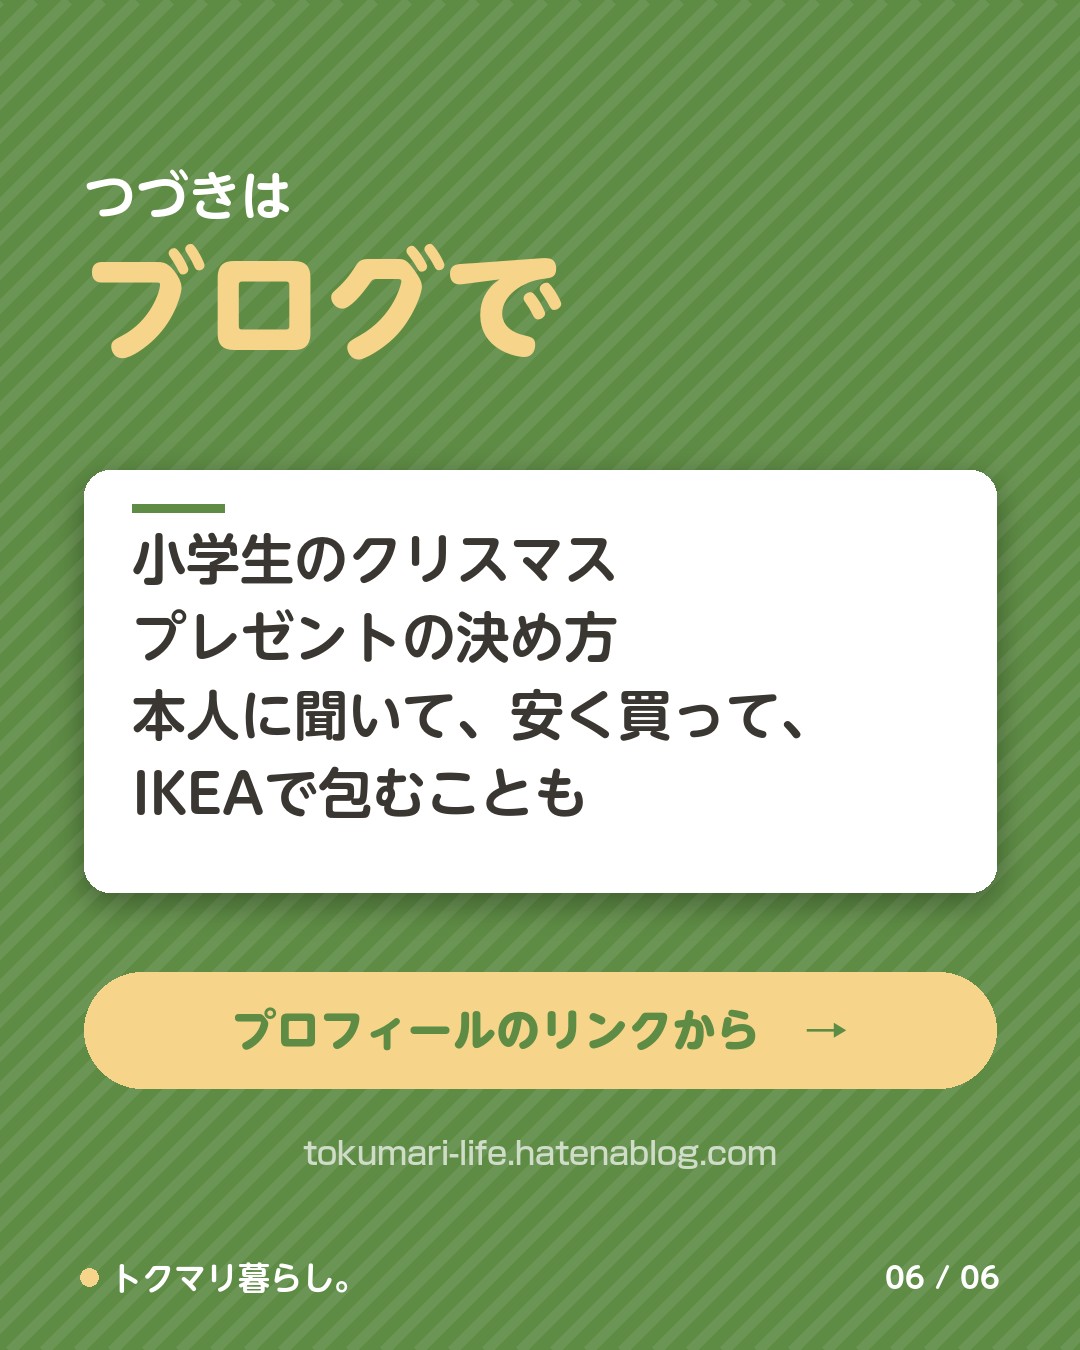 つづきは
ブログで
小学生のクリスマス
プレゼントの決め方
本人に聞いて、安く買って、
IKEAで包むことも
プロフィールのリンクから →
tokumari-life.hatenablog.com
トクマリ暮らし。
06 / 06